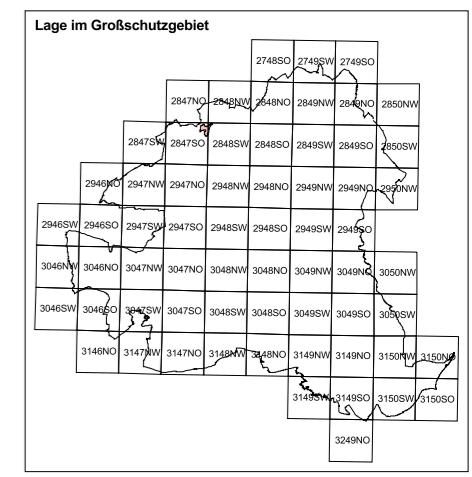 Lage im Großschutzgebiet
2748SO 2749SW 2749SO
2847NO 2848NW 2848NO 2849NW 2849NO 2850NW
2847SW 2847SO 2848SW 2848SO 2849SW 2849SO 2850SW
2946NO 2947NW 2947NO 2948NW 2948NO 2949NW 2949NO 2950NW
2946SW 2946SO 2947SW 2947SO 2948SW 2948SO 2949SW 2949SO
3046NW 3046NO 3047NW 3047NO 3048NW 3048NO 3049NW 3049NO 3050NW
3046SW 3046SO 3047SW 3047SO 3048SW 3048SO 3049SW 3049SO 3050SW
3146NO 3147NW 3147NO 3148NW 3148NO 3149NW 3149NO 3150NW 3150NO
3149SW 3149SO 3150SW 3150SO
3249NO